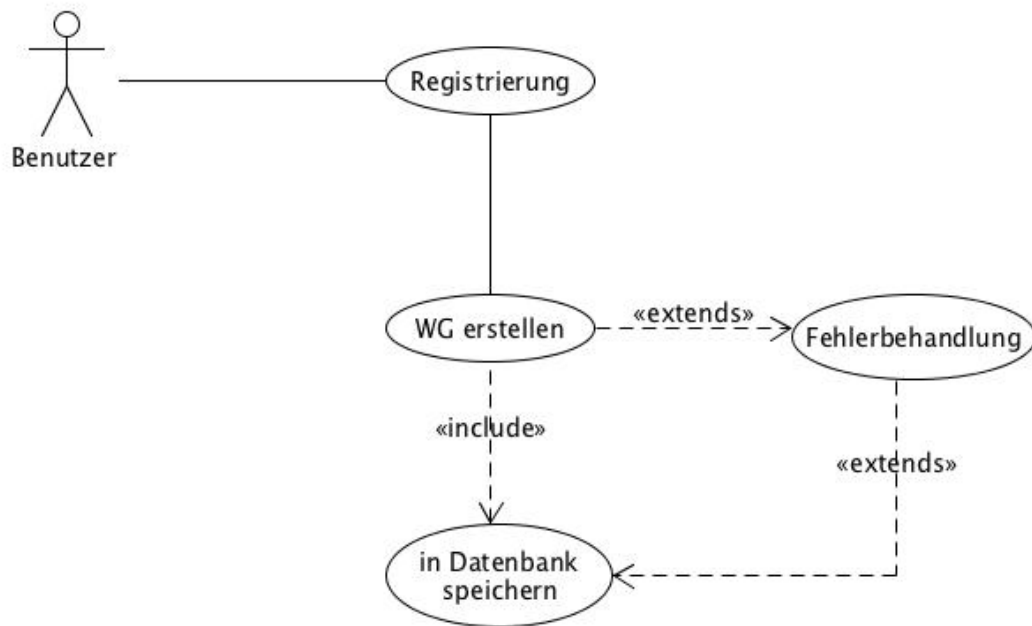 Registrierung
Benutzer
WG erstellen
«extends»
Fehlerbehandlung
«include»
«extends»
in Datenbank
speichern